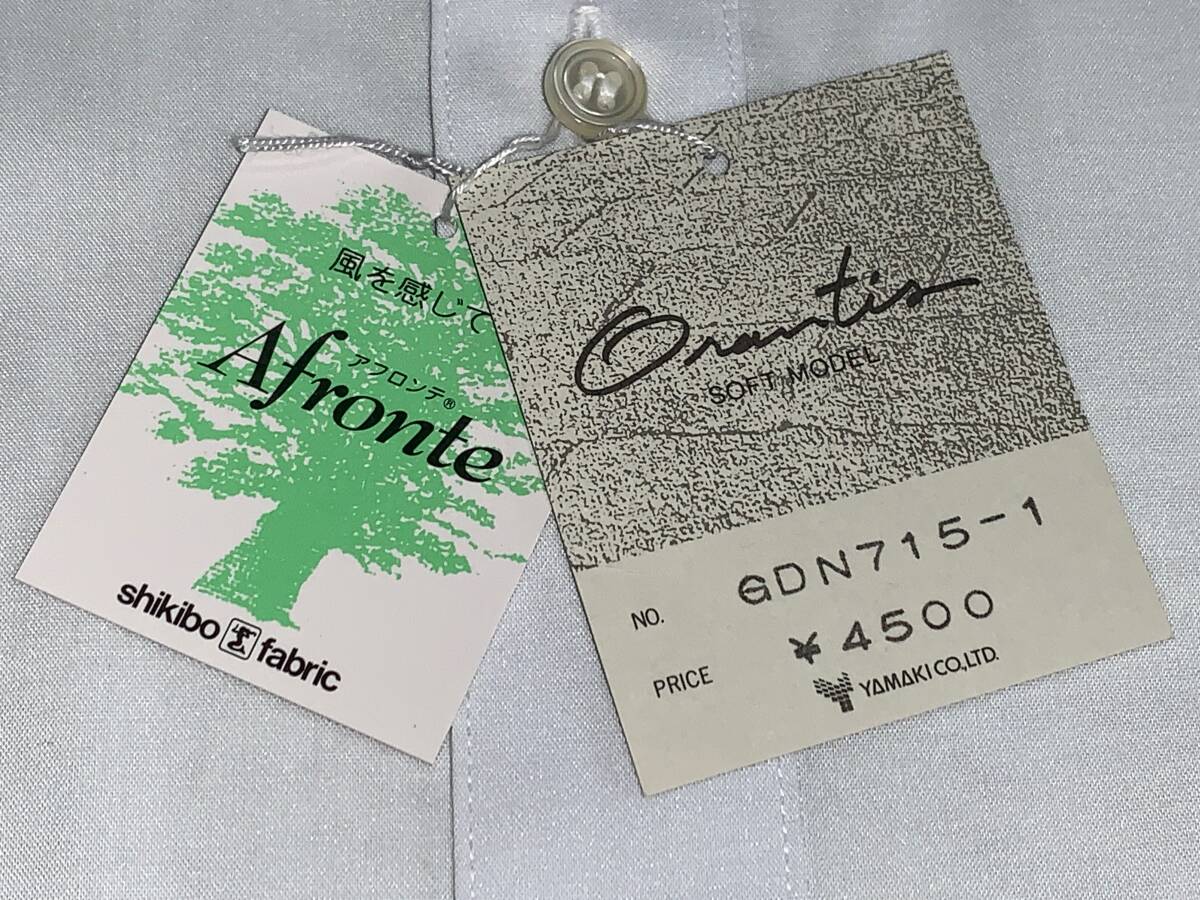 風を感じて
アフロンテ®
Afronte
shikibo fabric
Orantis
SOFT MODEL
NO. GDN715-1
PRICE ¥4500
YAMAKI CO.,LTD.